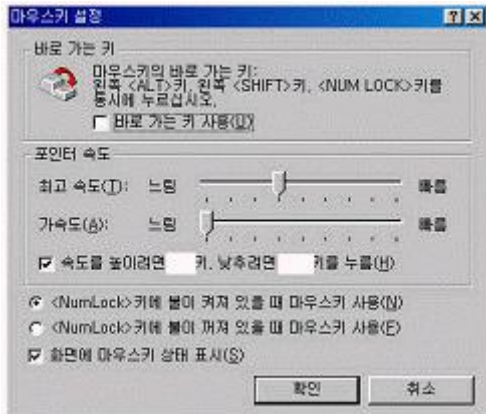 마우스키 설정
바로 가는 키
마우스키의 바로 가는 키:
왼쪽 <ALT>키, 왼쪽 <SHIFT>키, <NUM LOCK>키를
동시에 누르십시오.
바로 가는 키 사용(U)
포인터 속도
최고 속도(T): 느림 빠름
가속도(A): 느림 빠름
속도를 높이려면 키, 낮추려면 키를 누름(H)
<NumLock>키에 불이 켜져 있을 때 마우스키 사용(N)
<NumLock>키에 불이 꺼져 있을 때 마우스키 사용(F)
화면에 마우스키 상태 표시(S)
확인 취소